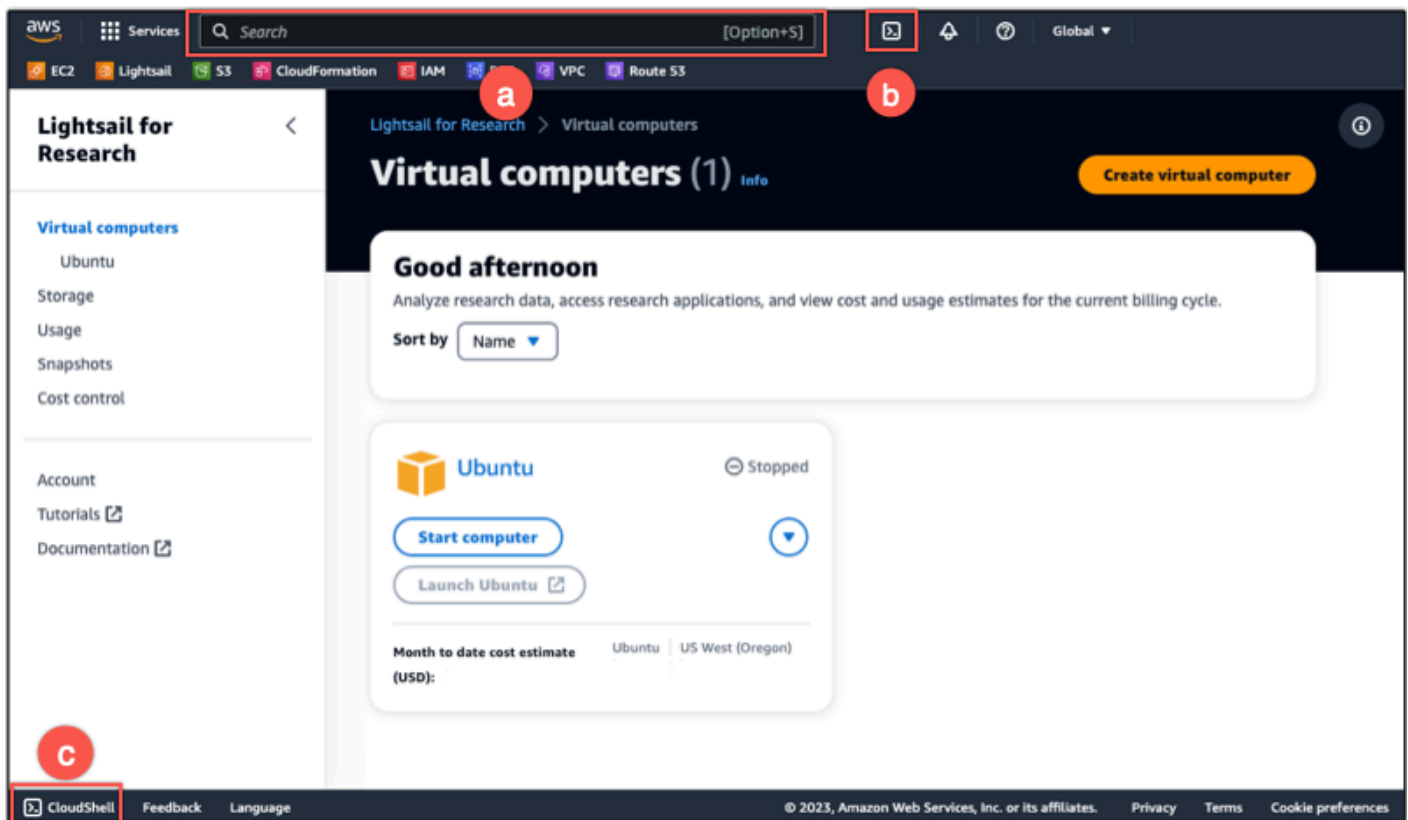 aws Services Search [Option+S] Global
EC2 Lightsail S3 CloudFormation IAM VPC Route 53
a
b
Lightsail for
Research
Virtual computers
Ubuntu
Storage
Usage
Snapshots
Cost control
Account
Tutorials
Documentation
Lightsail for Research > Virtual computers
Virtual computers (1) Info
Create virtual computer
Good afternoon
Analyze research data, access research applications, and view cost and usage estimates for the current billing cycle.
Sort by Name
Ubuntu Stopped
Start computer
Launch Ubuntu
Month to date cost estimate
(USD):
Ubuntu US West (Oregon)
c
CloudShell Feedback Language © 2023, Amazon Web Services, Inc. or its affiliates. Privacy Terms Cookie preferences